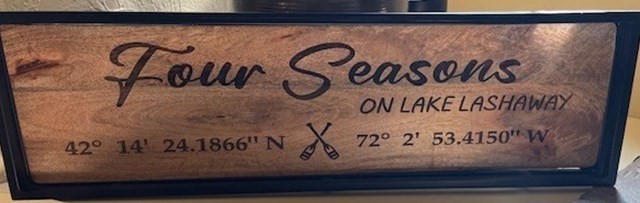 Four Seasons
ON LAKE LASHAWAY
42° 14' 24.1866" N 72° 2' 53.4150" W